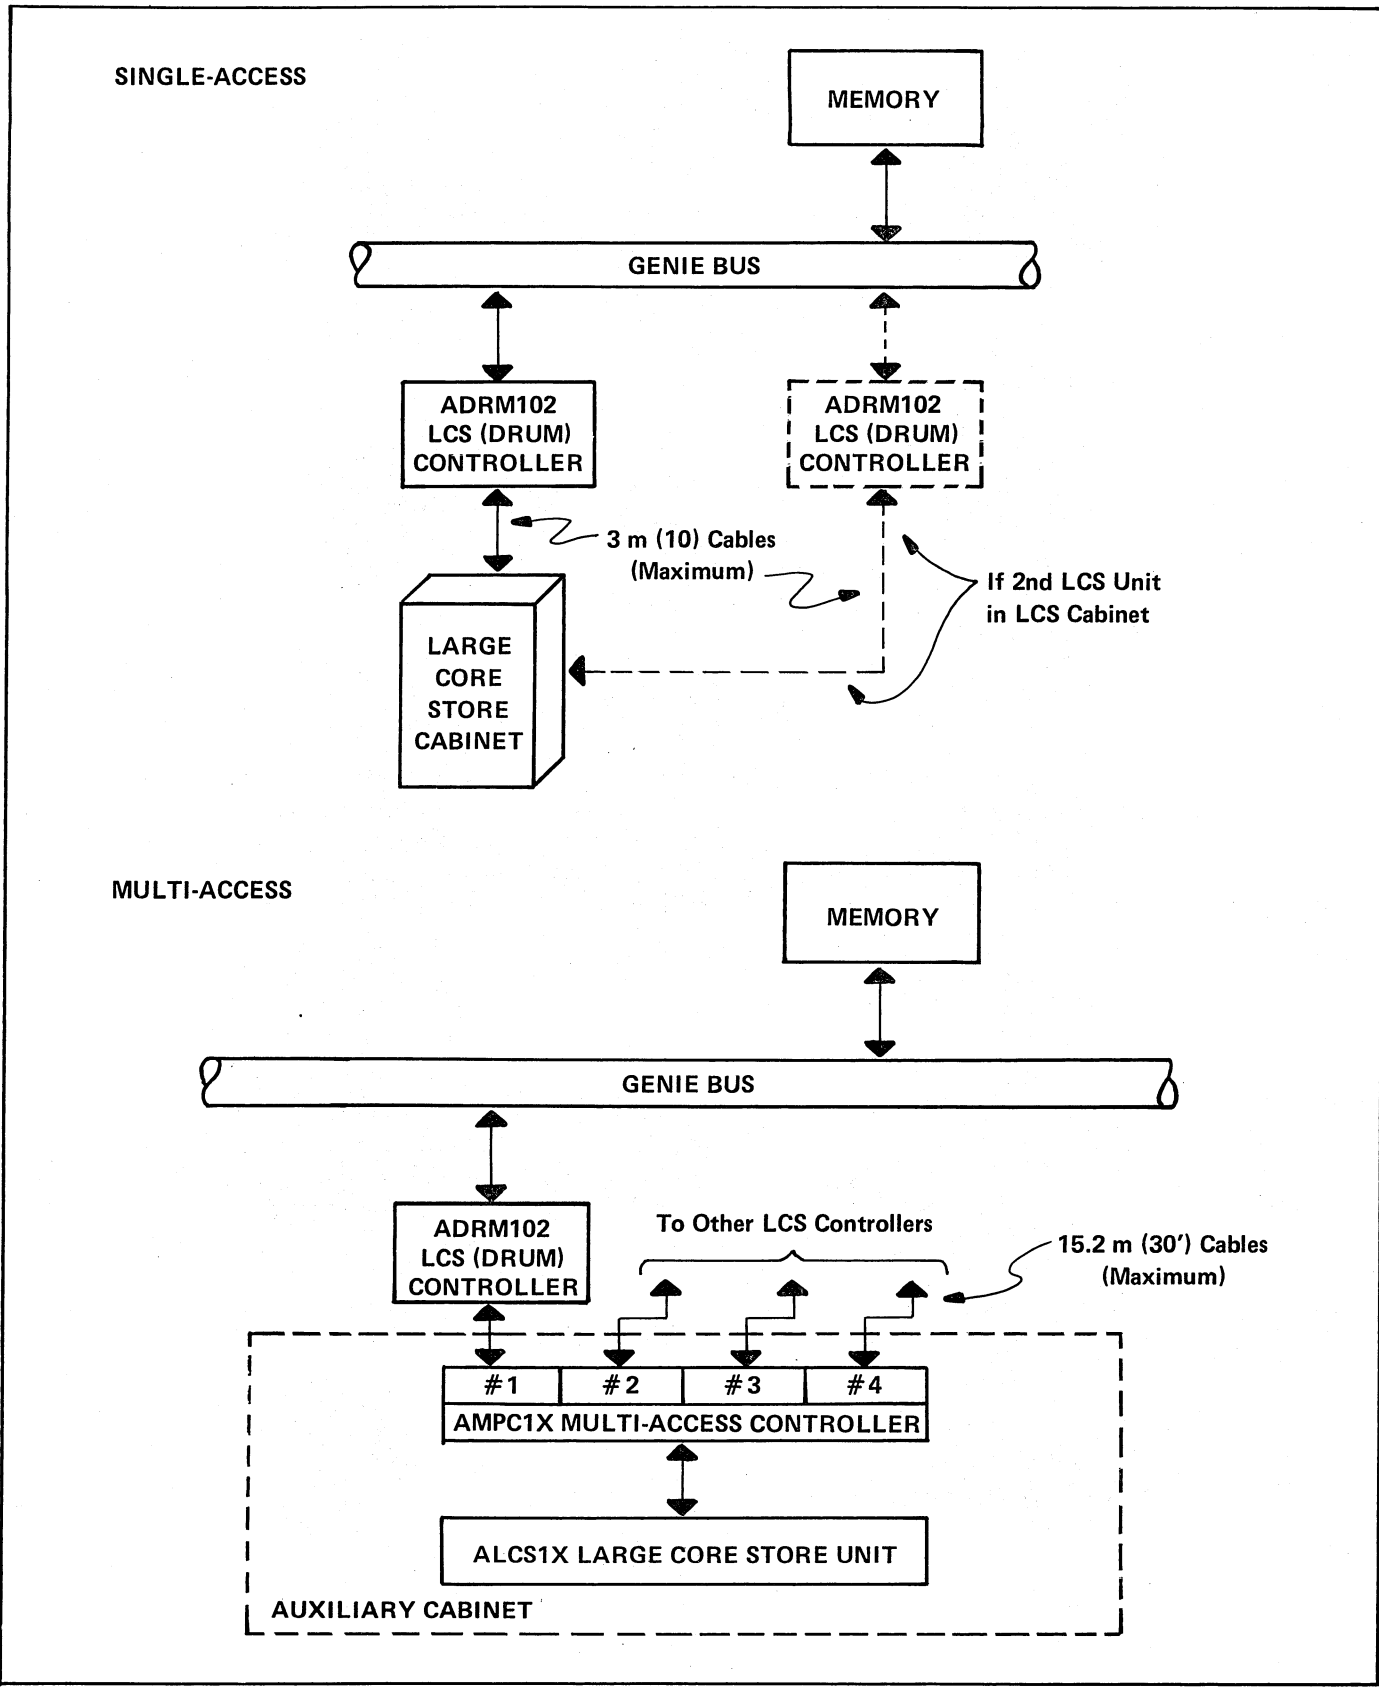 SINGLE-ACCESS
MEMORY
GENIE BUS
ADRM102
LCS (DRUM)
CONTROLLER
ADRM102
LCS (DRUM)
CONTROLLER
3 m (10) Cables
(Maximum)
If 2nd LCS Unit
in LCS Cabinet
LARGE
CORE
STORE
CABINET
MULTI-ACCESS
MEMORY
GENIE BUS
ADRM102
LCS (DRUM)
CONTROLLER
To Other LCS Controllers
15.2 m (30') Cables
(Maximum)
#1 #2 #3 #4
AMPC1X MULTI-ACCESS CONTROLLER
ALCS1X LARGE CORE STORE UNIT
AUXILIARY CABINET